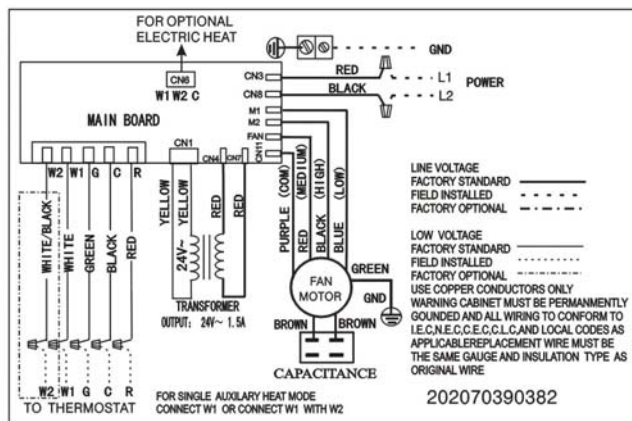 FOR OPTIONAL
ELECTRIC HEAT
GND
CN6
W1 W2 C
CN3
RED
L1
POWER
CN8
BLACK
L2
MAIN BOARD
M1
M2
FAN
CN11
CN1
CN4
CN7
W2
W1
G
C
R
WHITE/BLACK
WHITE
GREEN
BLACK
RED
YELLOW
YELLOW
24V~
RED
RED
TRANSFORMER
OUTPUT: 24V~ 1.5A
PURPLE (COM)
RED (MEDIUM)
BLACK (HIGH)
BLUE (LOW)
FAN
MOTOR
GREEN
GND
BROWN
BROWN
CAPACITANCE
W2 W1 G C R
TO THERMOSTAT
FOR SINGLE AUXILARY HEAT MODE
CONNECT W1 OR CONNECT W1 WITH W2
LINE VOLTAGE
FACTORY STANDARD
FIELD INSTALLED
FACTORY OPTIONAL
LOW VOLTAGE
FACTORY STANDARD
FIELD INSTALLED
FACTORY OPTIONAL
USE COPPER CONDUCTORS ONLY
WARNING CABINET MUST BE PERMANMENTLY
GOUNDED AND ALL WIRING TO CONFORM TO
I.E.C,N.E.C,C.E.C,C.L.C,AND LOCAL CODES AS
APPLICABLEREPLACEMENT WIRE MUST BE
THE SAME GAUGE AND INSULATION TYPE AS
ORIGINAL WIRE
202070390382